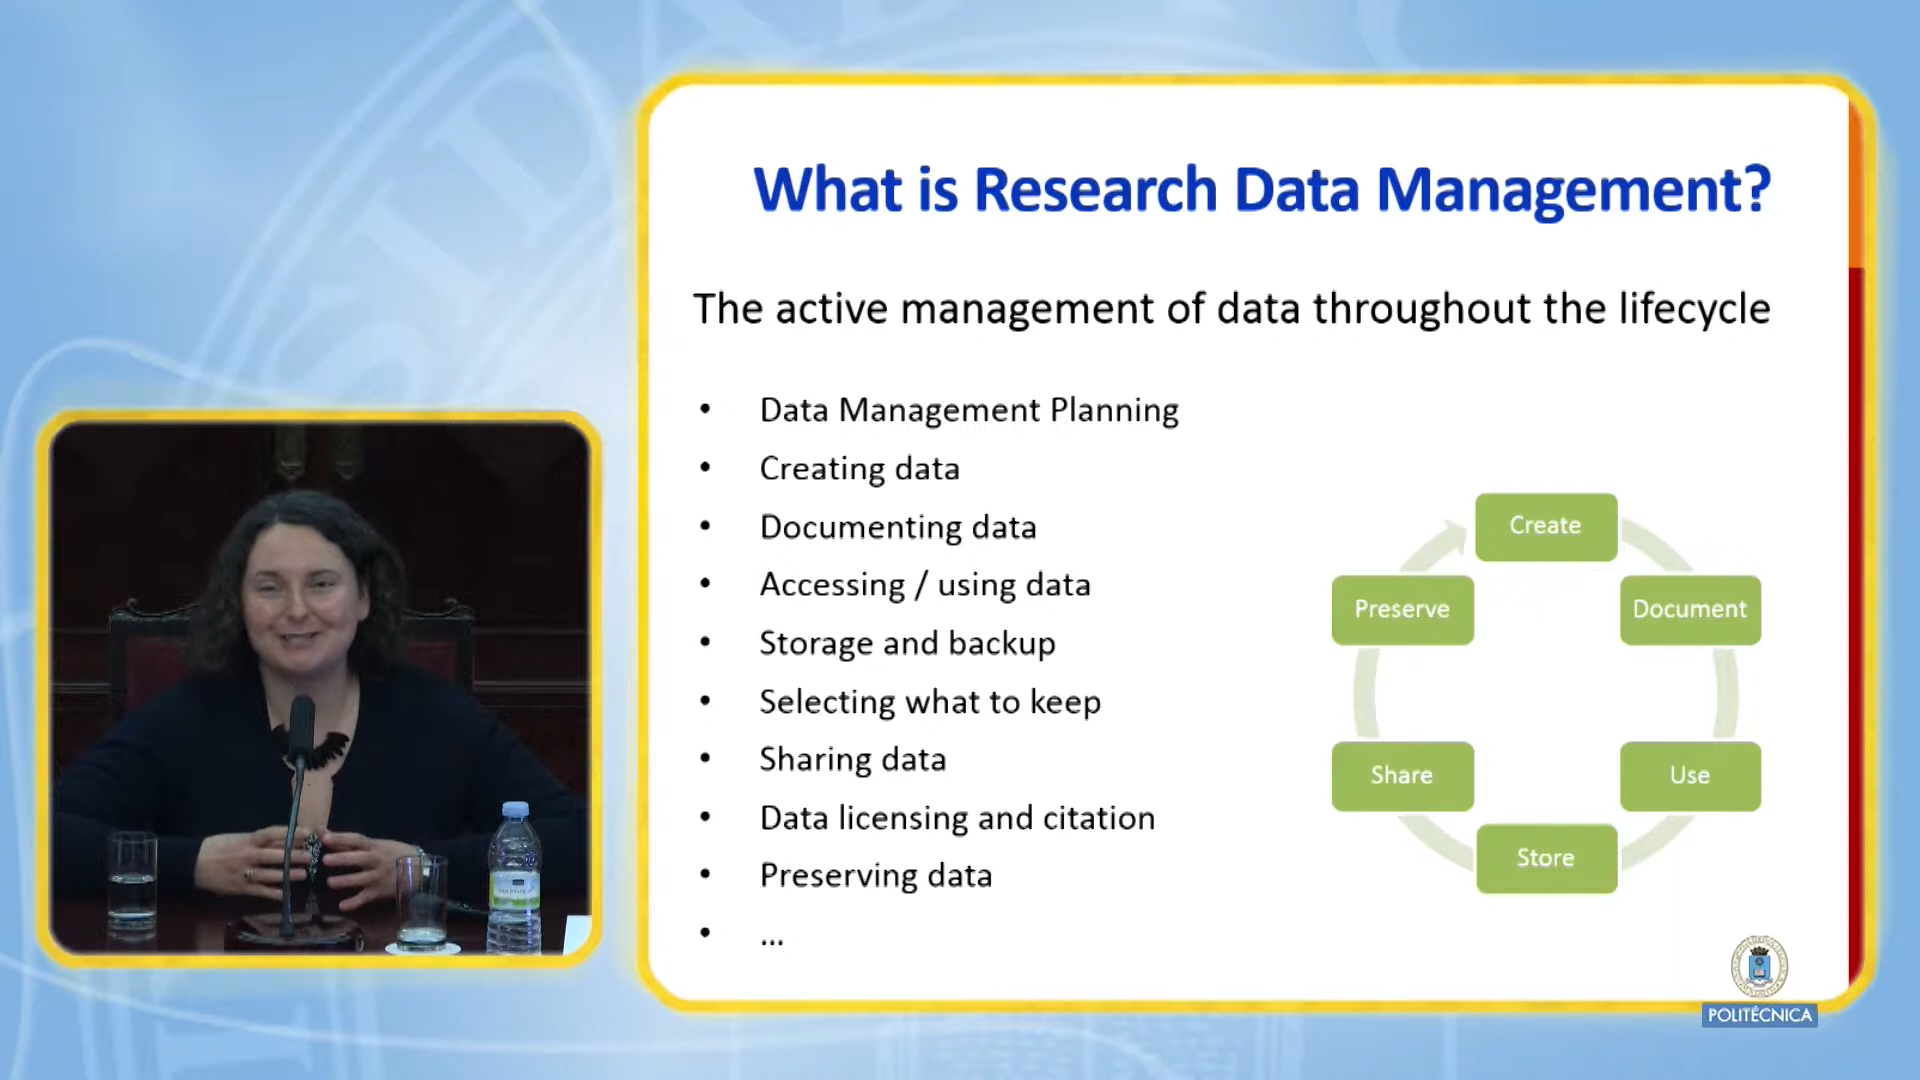 What is Research Data Management?
The active management of data throughout the lifecycle
• Data Management Planning
• Creating data
• Documenting data
• Accessing / using data
• Storage and backup
• Selecting what to keep
• Sharing data
• Data licensing and citation
• Preserving data
• ...
Create
Document
Use
Store
Share
Preserve
POLITÉCNICA